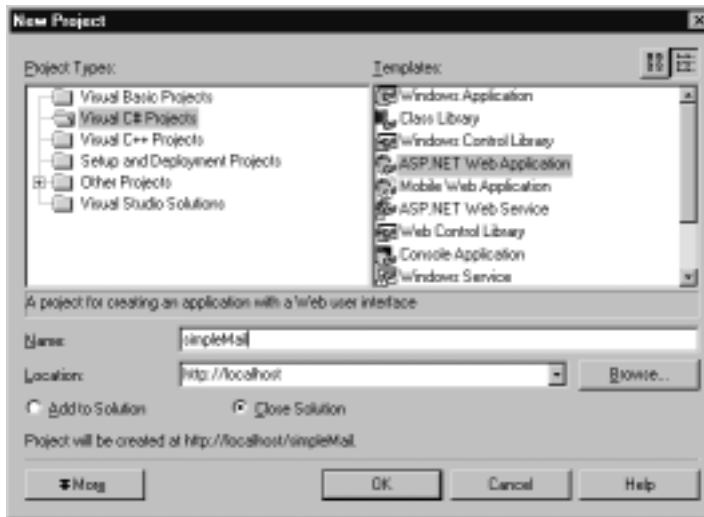 New Project
Project Types:
Templates:
Visual Basic Projects
Visual C# Projects
Visual C++ Projects
Setup and Deployment Projects
Other Projects
Visual Studio Solutions
Windows Application
Class Library
Windows Control Library
ASP.NET Web Application
Mobile Web Application
ASP.NET Web Service
Web Control Library
Console Application
Windows Service
A project for creating an application with a Web user interface
Name:
simpleMail
Location:
http://localhost
Browse...
Add to Solution
Close Solution
Project will be created at http://localhost/simpleMail.
More
OK
Cancel
Help